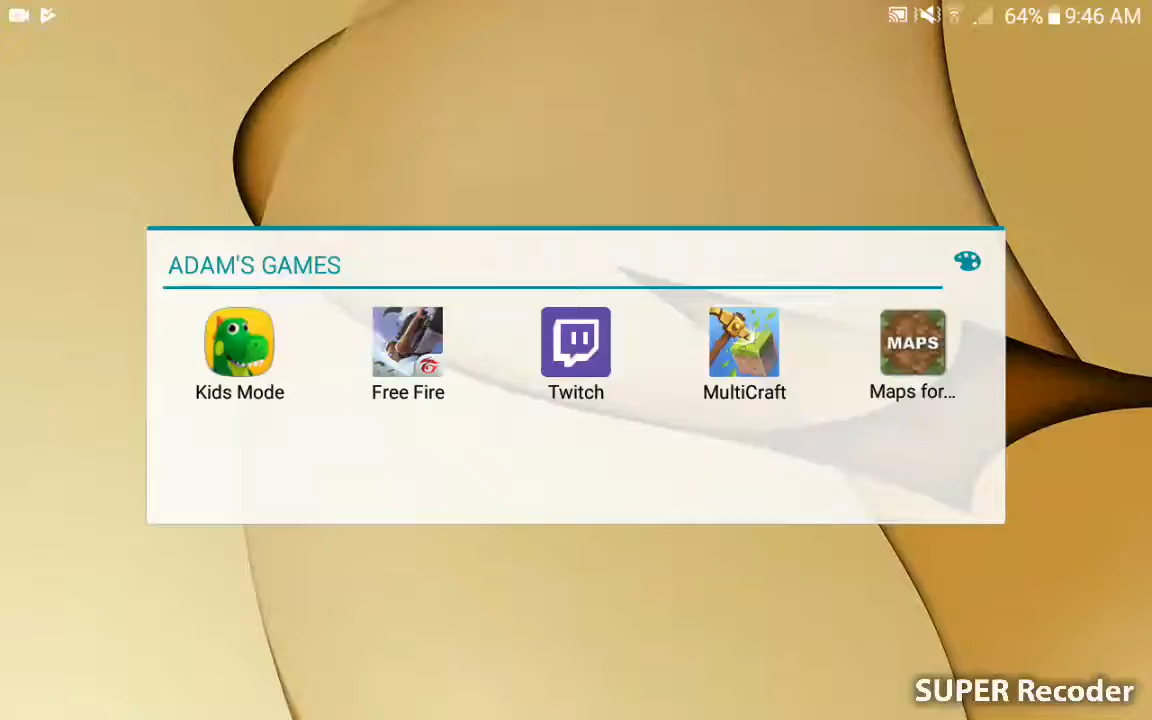 64% 9:46 AM
ADAM'S GAMES
MAPS
Kids Mode Free Fire Twitch MultiCraft Maps for...
SUPER Recoder